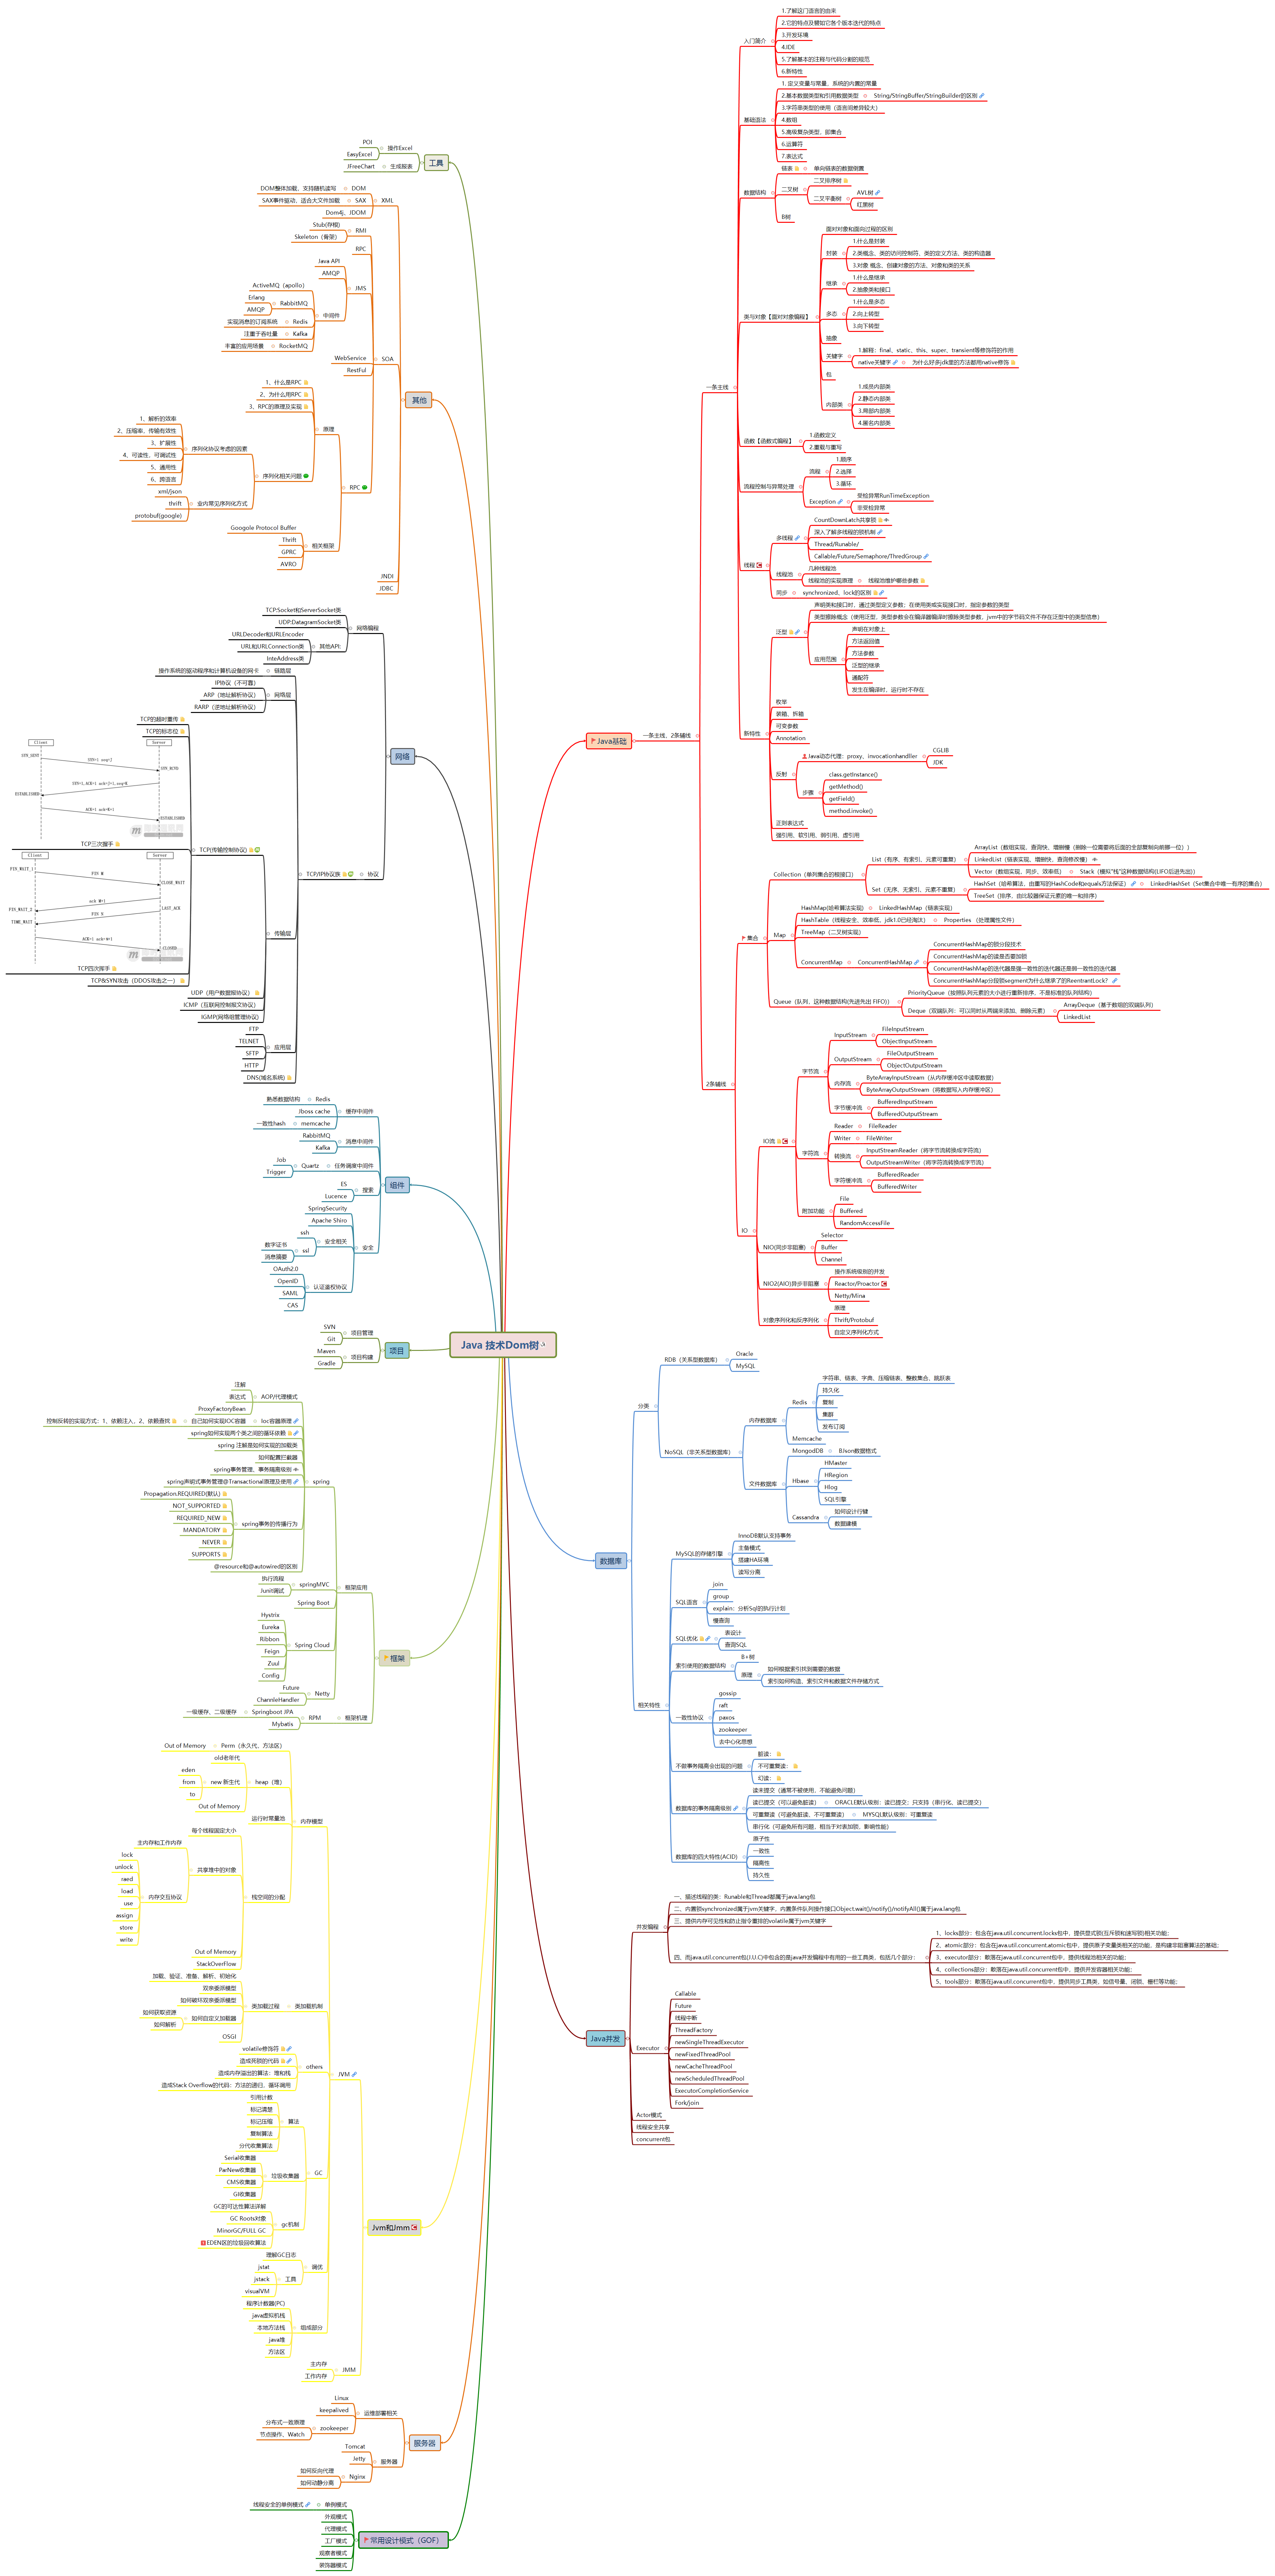 Java 技术Dom树
Java基础
一条主线，2条辅线
一条主线
入门简介
1.了解这门语言的由来
2.它的特点及譬如它各个版本迭代的特点
3.开发环境
4.IDE
5.了解基本的注释与代码分割的规范
6.新特性
基础语法
1. 定义变量与常量，系统的内置的常量
2.基本数据类型和引用数据类型
String/StringBuffer/StringBuilder的区别
3.字符串类型的使用（语言间差异较大）
4.数组
5.高级复杂类型，如集合
6.运算符
7.表达式
数据结构
链表
单向链表的数据倒置
二叉树
二叉排序树
二叉平衡树
AVL树
红黑树
B树
类与对象【面对对象编程】
面对对象和面向过程的区别
封装
1.什么是封装
2.类概念、类的访问控制符、类的定义方法、类的构造器
3.对象 概念、创建对象的方法、对象和类的关系
继承
1.什么是继承
2.抽象类和接口
多态
1.什么是多态
2.向上转型
3.向下转型
抽象
关键字
1.解释：final、static、this、super、transient等修饰符的作用
native关键字
为什么好多jdk里的方法都用native修饰
包
内部类
1.成员内部类
2.静态内部类
3.局部内部类
4.匿名内部类
函数【函数式编程】
1.函数定义
2.重载与重写
流程控制与异常处理
流程
1.顺序
2.选择
3.循环
Exception
受检异常RunTimeException
非受检异常
线程
多线程
CountDownLatch共享锁
深入了解多线程的锁机制
Thread/Runable/
Callable/Future/Semaphore/ThredGroup
线程池
几种线程池
线程池的实现原理
线程池维护哪些参数
同步
synchronized、lock的区别
新特性
泛型
声明类和接口时，通过类型定义参数；在使用类或实现接口时，指定参数的类型
类型擦除概念（使用泛型，类型参数会在编译器编译时擦除类型参数，jvm中的字节码文件不存在泛型中的类型信息）
应用范围
声明在对象上
方法返回值
方法参数
泛型的继承
通配符
发生在编译时，运行时不存在
枚举
装箱、拆箱
可变参数
Annotation
反射
Java动态代理：proxy，invocationhandler
CGLIB
JDK
步骤
class.getInstance()
getMethod()
getField()
method.invoke()
正则表达式
强引用、软引用、弱引用、虚引用
2条辅线
集合
Collection（单列集合的根接口）
List（有序、有索引、元素可重复）
ArrayList（数组实现，查询快，增删慢（删除一位需要将后面的全部复制向前挪一位））
LinkedList（链表实现，增删快，查询修改慢）
Vector（数组实现，同步，效率低）
Stack（模拟"栈"这种数据结构(LIFO后进先出)）
Set（无序、无索引、元素不重复）
HashSet（哈希算法，由重写的HashCode和equals方法保证）
LinkedHashSet（Set集合中唯一有序的集合）
TreeSet（排序，由比较器保证元素的唯一和排序）
Map
HashMap(哈希算法实现)
LinkedHashMap（链表实现）
HashTable（线程安全，效率低，jdk1.0已经淘汰）
Properties（处理属性文件）
TreeMap（二叉树实现）
ConcurrentMap
ConcurrentHashMap
ConcurrentHashMap的锁分段技术
ConcurrentHashMap的读是否要加锁
ConcurrentHashMap的迭代器是强一致性的迭代器还是弱一致性的迭代器
ConcurrentHashMap分段锁segment为什么继承了的ReentrantLock?
Queue（队列，这种数据结构(先进先出 FIFO)）
PriorityQueue（按照队列元素的大小进行重新排序，不是标准的队列结构）
Deque（双端队列：可以同时从两端来添加、删除元素）
ArrayDeque（基于数组的双端队列）
LinkedList
IO
IO流
字节流
InputStream
FileInputStream
ObjectInputStream
OutputStream
FileOutputStream
ObjectOutputStream
内存流
ByteArrayInputStream（从内存缓冲区中读取数据）
ByteArrayOutputStream（将数据写入内存缓冲区）
字节缓冲流
BufferedInputStream
BufferedOutputStream
字符流
Reader
FileReader
Writer
FileWriter
转换流
InputStreamReader（将字节流转换成字符流）
OutputStreamWriter（将字符流转换成字节流）
字符缓冲流
BufferedReader
BufferedWriter
附加功能
File
Buffered
RandomAccessFile
NIO(同步非阻塞)
Selector
Buffer
Channel
NIO2(AIO)异步非阻塞
操作系统级别的并发
Reactor/Proactor
Netty/Mina
对象序列化和反序列化
原理
Thrift/Protobuf
自定义序列化方式
数据库
分类
RDB（关系型数据库）
Oracle
MySQL
NoSQL（非关系型数据库）
内存数据库
Redis
字符串、链表、字典、压缩链表、整数集合、跳跃表
持久化
复制
集群
发布订阅
Memcache
文件数据库
MongodDB
BJson数据格式
Hbase
HMaster
HRegion
Hlog
SQL引擎
Cassandra
如何设计行键
数据建模
相关特性
MySQL的存储引擎
InnoDB默认支持事务
主备模式
搭建HA环境
读写分离
SQL语言
join
group
explain：分析Sql的执行计划
慢查询
SQL优化
表设计
查询SQL
索引使用的数据结构
B+树
原理
如何根据索引找到需要的数据
索引如何构造、索引文件和数据文件存储方式
一致性协议
gossip
raft
paxos
zookeeper
去中心化思想
不做事务隔离会出现的问题
脏读：
不可重复读：
幻读：
数据库的事务隔离级别
读未提交（通常不被使用，不能避免问题）
读已提交（可以避免脏读）
ORACLE默认级别：读已提交；只支持（串行化、读已提交）
可重复读（可避免脏读、不可重复读）
MYSQL默认级别：可重复读
串行化（可避免所有问题，相当于对表加锁，影响性能）
数据库的四大特性(ACID)
原子性
一致性
隔离性
持久性
Java并发
并发编程
一、描述线程的类：Runable和Thread都属于java.lang包
二、内置锁synchronized属于jvm关键字，内置条件队列操作接口Object.wait()/notify()/notifyAll()属于java.lang包
三、提供内存可见性和防止指令重排的volatile属于jvm关键字
四、而java.util.concurrent包(J.U.C)中包含的是java并发编程中有用的一些工具类，包括几个部分：
1、locks部分：包含在java.util.concurrent.locks包中，提供显式锁(互斥锁和速写锁)相关功能；
2、atomic部分：包含在java.util.concurrent.atomic包中，提供原子变量类相关的功能，是构建非阻塞算法的基础；
3、executor部分：散落在java.util.concurrent包中，提供线程池相关的功能；
4、collections部分：散落在java.util.concurrent包中，提供并发容器相关功能；
5、tools部分：散落在java.util.concurrent包中，提供同步工具类，如信号量、闭锁、栅栏等功能；
Executor
Callable
Future
线程中断
ThreadFactory
newSingleThreadExecutor
newFixedThreadPool
newCacheThreadPool
newScheduledThreadPool
ExecutorCompletionService
Fork/join
Actor模式
线程安全共享
concurrent包
工具
操作Excel
POI
EasyExcel
生成报表
JFreeChart
其他
XML
DOM
DOM整体加载，支持随机读写
SAX
SAX事件驱动，适合大文件加载
Dom4j、JDOM
SOA
RMI
Stub(存根)
Skeleton（骨架）
RPC
JMS
Java API
AMQP
中间件
ActiveMQ（apollo）
RabbitMQ
Erlang
AMQP
Redis
实现消息的订阅系统
Kafka
注重于吞吐量
RocketMQ
丰富的应用场景
WebService
RestFul
RPC
原理
1、什么是RPC
2、为什么用RPC
3、RPC的原理及实现
序列化相关问题
序列化协议考虑的因素
1、解析的效率
2、压缩率、传输有效性
3、扩展性
4、可读性、可调试性
5、通用性
6、跨语言
业内常见序列化方式
xml/json
thrift
protobuf(google)
相关框架
Googole Protocol Buffer
Thrift
GPRC
AVRO
JNDI
JDBC
网络
网络编程
TCP:Socket和ServerSocket类
UDP:DatagramSocket类
其他API:
URLDecoder和URLEncoder
URL和URLConnection类
InteAddress类
协议
TCP/IP协议族
链路层
操作系统的驱动程序和计算机设备的网卡
网络层
IP协议（不可靠）
ARP（地址解析协议）
RARP（逆地址解析协议）
传输层
TCP(传输控制协议)
TCP的超时重传
TCP的标志位
Client
Server
SYN_SENT
SYN=1 seq=J
SYN_RCVD
SYN=1,ACK=1 ack=J+1,seq=K
ESTABLISHED
ACK=1 ack=K+1
ESTABLISHED
TCP三次握手
Client
Server
FIN_WAIT_1
FIN M
CLOSE_WAIT
ack M+1
FIN_WAIT_2
LAST_ACK
FIN N
TIME_WAIT
ACK=1 ack=N+1
CLOSED
TCP四次挥手
TCP&SYN攻击（DDOS攻击之一）
UDP（用户数据报协议）
ICMP（互联网控制报文协议）
IGMP(网络组管理协议)
应用层
FTP
TELNET
SFTP
HTTP
DNS(域名系统)
组件
缓存中间件
Redis
熟悉数据结构
Jboss cache
memcache
一致性hash
消息中间件
RabbitMQ
Kafka
任务调度中间件
Quartz
Job
Trigger
搜索
ES
Lucence
安全
SpringSecurity
Apache Shiro
安全相关
ssh
ssl
数字证书
消息摘要
认证鉴权协议
OAuth2.0
OpenID
SAML
CAS
项目
项目管理
SVN
Git
项目构建
Maven
Gradle
框架
框架应用
spring
AOP/代理模式
注解
表达式
ProxyFactoryBean
Ioc容器原理
自己如何实现IOC容器
控制反转的实现方式：1、依赖注入，2、依赖查找
spring如何实现两个类之间的循环依赖
spring 注解是如何实现的加载类
如何配置拦截器
spring事务管理、事务隔离级别
spring声明式事务管理@Transactional原理及使用
spring事务的传播行为
Propagation.REQUIRED(默认)
NOT_SUPPORTED
REQUIRED_NEW
MANDATORY
NEVER
SUPPORTS
@resource和@autowired的区别
springMVC
执行流程
Junit调试
Spring Boot
Spring Cloud
Hystrix
Eureka
Ribbon
Feign
Zuul
Config
Netty
Future
ChannleHandler
框架机理
RPM
Springboot JPA
一级缓存、二级缓存
Mybatis
Jvm和Jmm
JVM
内存模型
Perm（永久代、方法区）
Out of Memory
heap（堆）
old老年代
new 新生代
eden
from
to
Out of Memory
运行时常量池
栈空间的分配
每个线程固定大小
共享堆中的对象
主内存和工作内存
内存交互协议
lock
unlock
raed
load
use
assign
store
write
Out of Memory
StackOverFlow
类加载机制
类加载过程
加载、验证、准备、解析、初始化
双亲委派模型
如何破坏双亲委派模型
如何自定义加载器
如何获取资源
如何解析
OSGI
others
volatile修饰符
造成死锁的代码
造成内存溢出的算法：堆和栈
造成Stack Overflow的代码：方法的递归、循环调用
GC
算法
引用计数
标记清楚
标记压缩
复制算法
分代收集算法
垃圾收集器
Serial收集器
ParNew收集器
CMS收集器
GI收集器
gc机制
GC的可达性算法详解
GC Roots对象
MinorGC/FULL GC
EDEN区的垃圾回收算法
调优
理解GC日志
工具
jstat
jstack
visualVM
组成部分
程序计数器(PC)
java虚拟机栈
本地方法栈
java堆
方法区
JMM
主内存
工作内存
服务器
运维部署相关
Linux
keepalived
zookeeper
分布式一致原理
节点操作、Watch
服务器
Tomcat
Jetty
Nginx
如何反向代理
如何动静分离
常用设计模式（GOF）
单例模式
线程安全的单例模式
外观模式
代理模式
工厂模式
观察者模式
装饰器模式